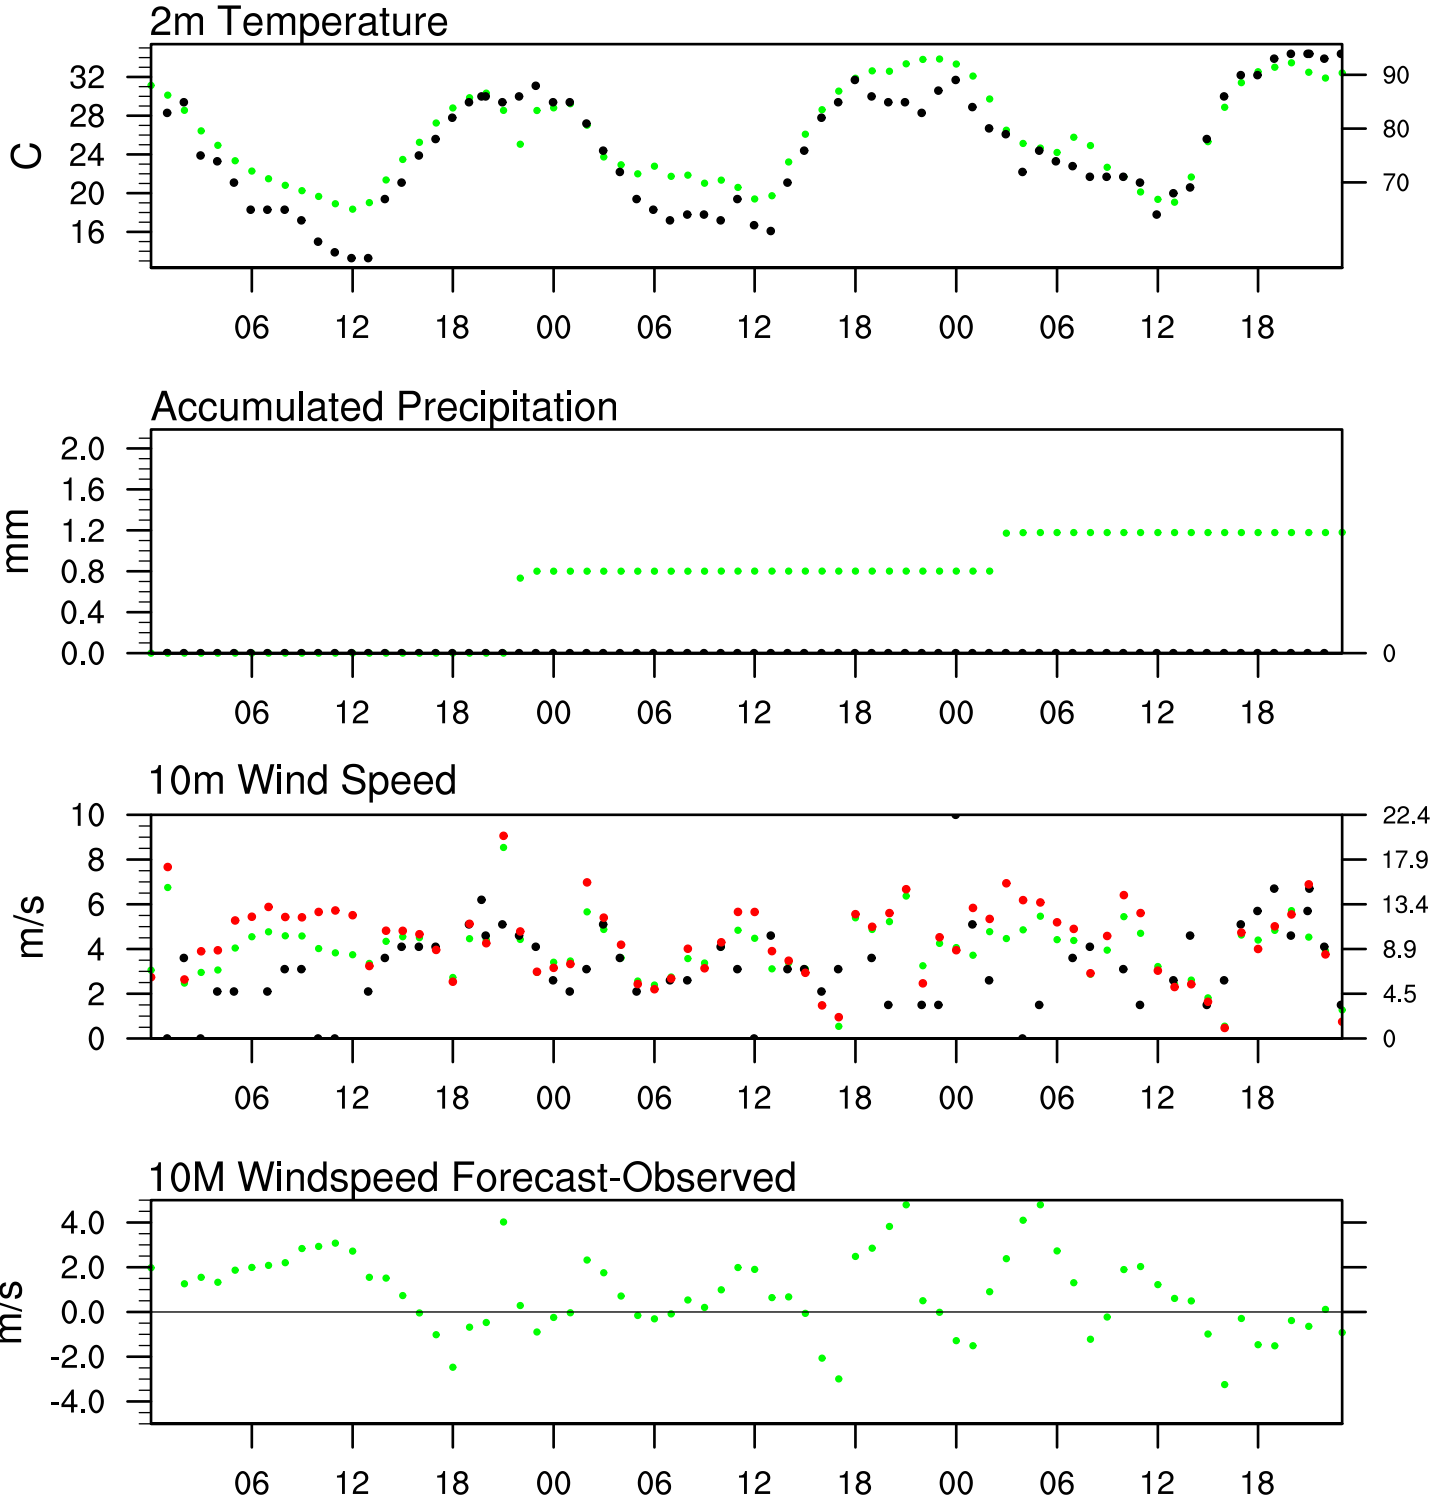 2m Temperature
C
32
28
24
20
16
90
80
70
06 12 18 00 06 12 18 00 06 12 18
Accumulated Precipitation
mm
2.0
1.6
1.2
0.8
0.4
0.0
0
06 12 18 00 06 12 18 00 06 12 18
10m Wind Speed
m/s
10
8
6
4
2
0
22.4
17.9
13.4
8.9
4.5
0
06 12 18 00 06 12 18 00 06 12 18
10M Windspeed Forecast-Observed
m/s
4.0
2.0
0.0
-2.0
-4.0
06 12 18 00 06 12 18 00 06 12 18